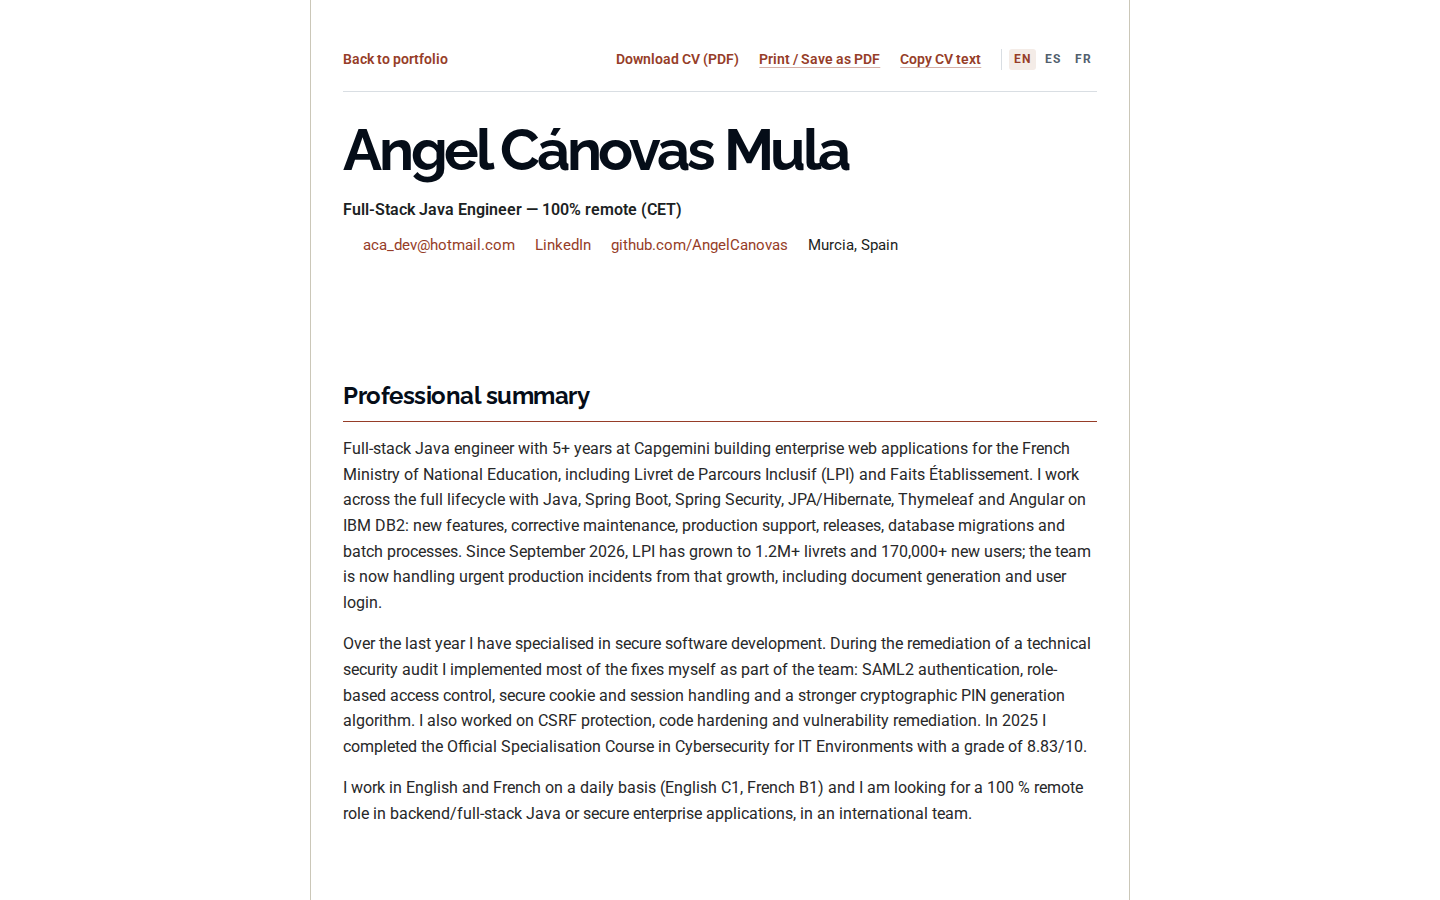 Back to portfolio
Download CV (PDF) Print / Save as PDF Copy CV text EN ES FR
Angel Cánovas Mula
Full-Stack Java Engineer — 100% remote (CET)
aca_dev@hotmail.com LinkedIn github.com/AngelCanovas Murcia, Spain
Professional summary
Full-stack Java engineer with 5+ years at Capgemini building enterprise web applications for the French
Ministry of National Education, including Livret de Parcours Inclusif (LPI) and Faits Établissement. I work
across the full lifecycle with Java, Spring Boot, Spring Security, JPA/Hibernate, Thymeleaf and Angular on
IBM DB2: new features, corrective maintenance, production support, releases, database migrations and
batch processes. Since September 2026, LPI has grown to 1.2M+ livrets and 170,000+ new users; the team
is now handling urgent production incidents from that growth, including document generation and user
login.
Over the last year I have specialised in secure software development. During the remediation of a technical
security audit I implemented most of the fixes myself as part of the team: SAML2 authentication, role-
based access control, secure cookie and session handling and a stronger cryptographic PIN generation
algorithm. I also worked on CSRF protection, code hardening and vulnerability remediation. In 2025 I
completed the Official Specialisation Course in Cybersecurity for IT Environments with a grade of 8.83/10.
I work in English and French on a daily basis (English C1, French B1) and I am looking for a 100 % remote
role in backend/full-stack Java or secure enterprise applications, in an international team.